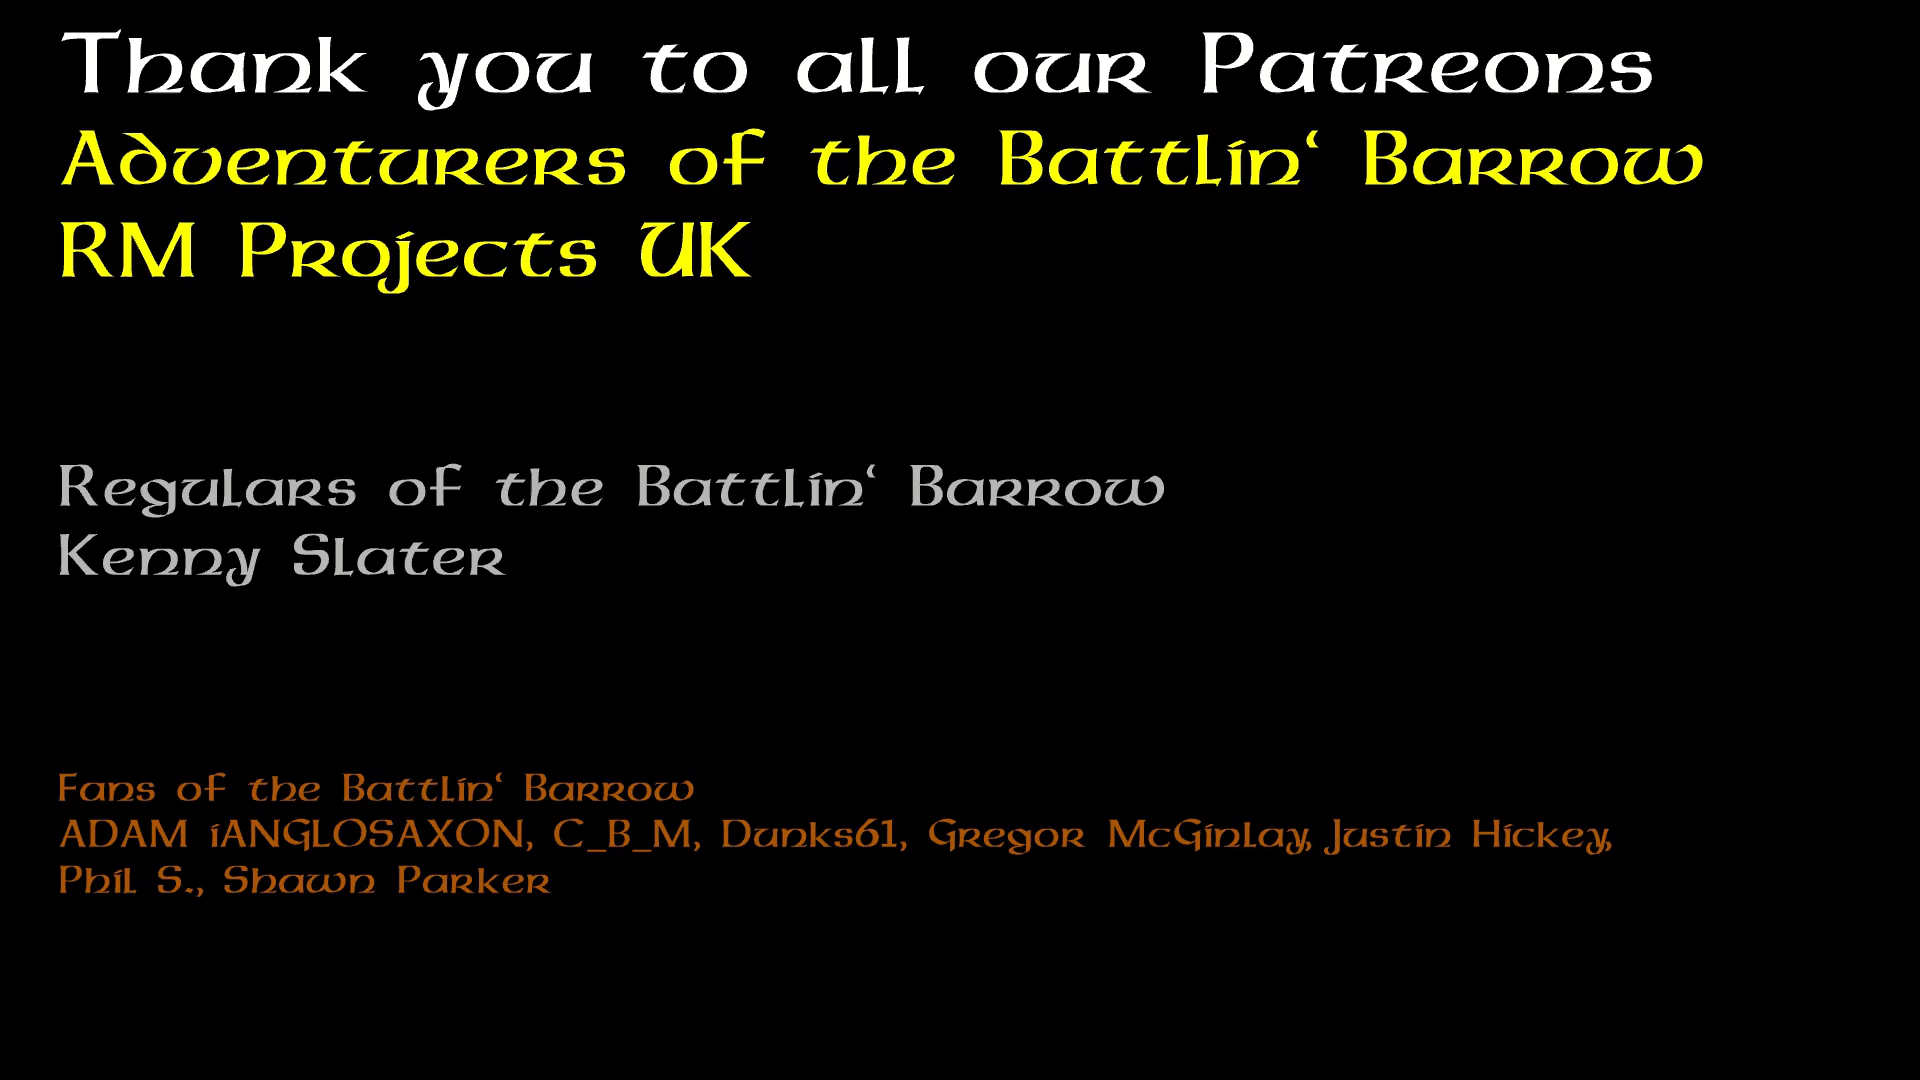 Thank you to all our Patreons
Adventurers of the Battlin‘ Barrow
RM Projects UK
Regulars of the Battlin‘ Barrow
Kenny Slater
Fans of the Battlin‘ Barrow
ADAM iANGLOSAXON, C_B_M, Dunks61, Gregor McGinlay, Justin Hickey,
Phil S., Shawn Parker